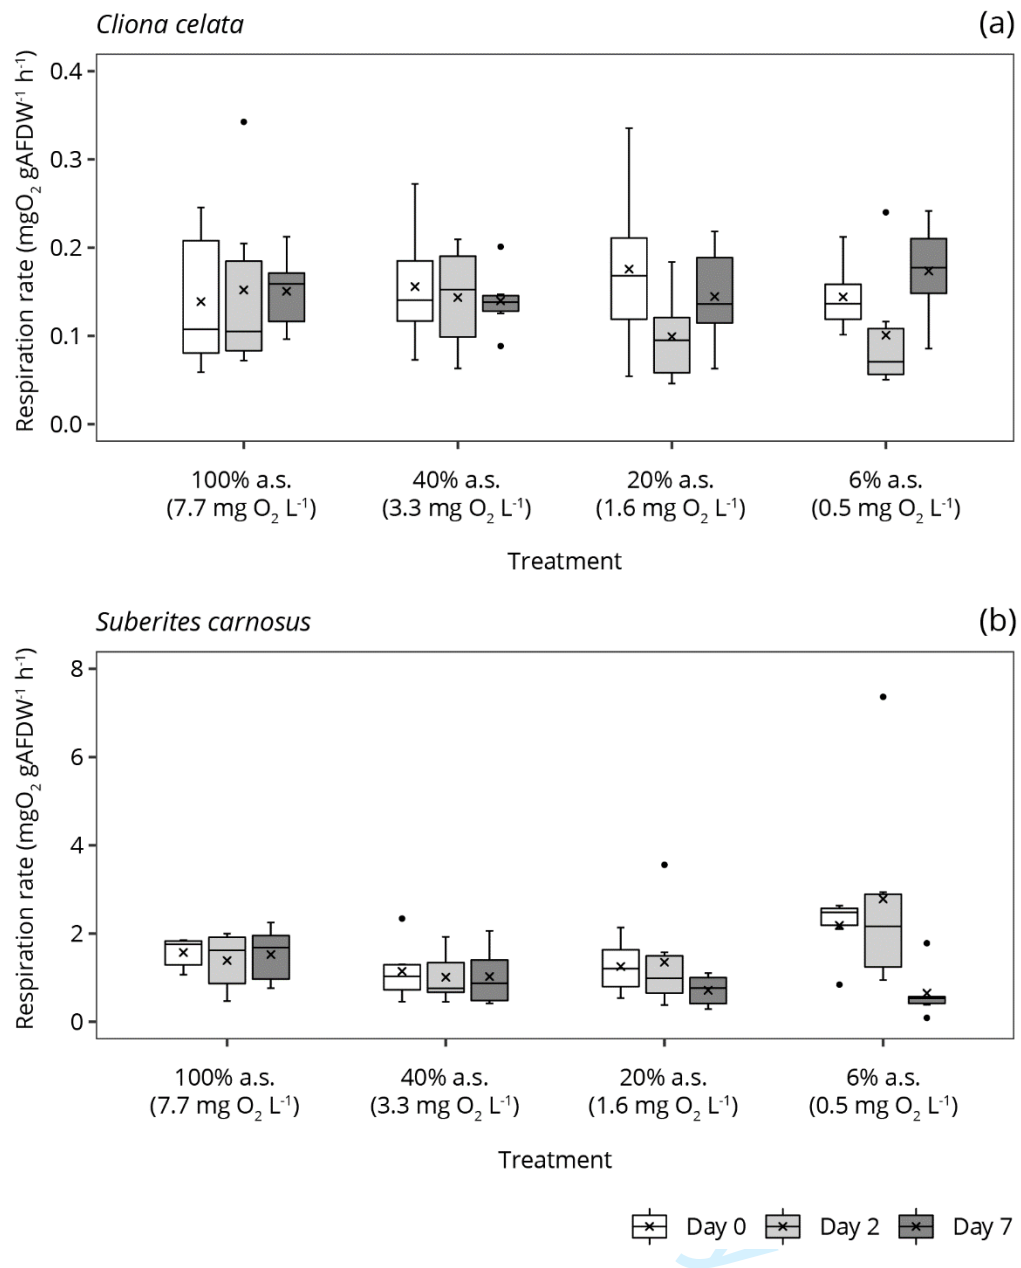 Cliona celata (a)
Respiration rate (mgO₂ gAFDW⁻¹ h⁻¹)
0.4
0.3
0.2
0.1
0.0
100% a.s. 40% a.s. 20% a.s. 6% a.s.
(7.7 mg O₂ L⁻¹) (3.3 mg O₂ L⁻¹) (1.6 mg O₂ L⁻¹) (0.5 mg O₂ L⁻¹)
Treatment
Suberites carnosus (b)
Respiration rate (mgO₂ gAFDW⁻¹ h⁻¹)
8
6
4
2
0
100% a.s. 40% a.s. 20% a.s. 6% a.s.
(7.7 mg O₂ L⁻¹) (3.3 mg O₂ L⁻¹) (1.6 mg O₂ L⁻¹) (0.5 mg O₂ L⁻¹)
Treatment
Day 0 Day 2 Day 7